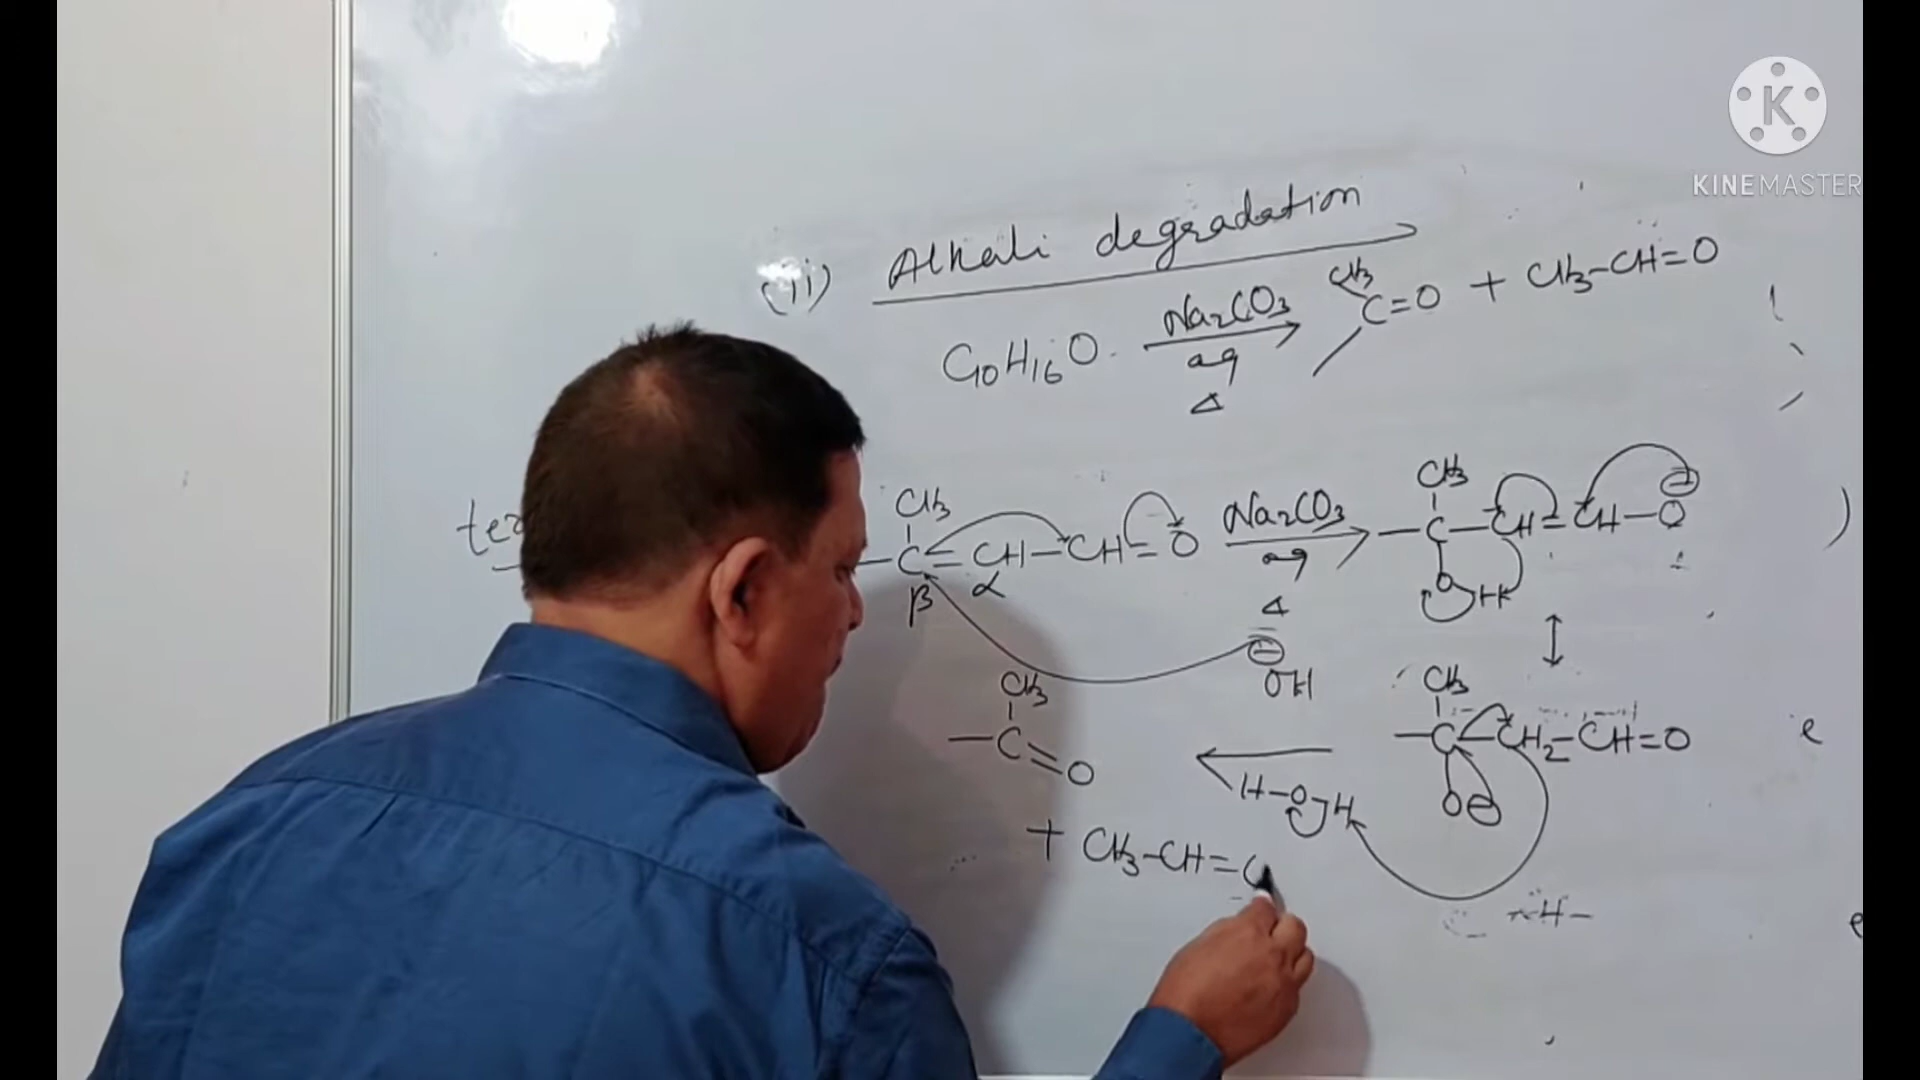 KINEMASTER
(ii) Alkali degradation
C10H16O Na2CO3 aq Δ CH3 C=O + CH3-CH=O
CH3 -C=CH-CH=O Na2CO3 aq Δ CH3 -C-CH=CH-O⊖
β α OH
⊖OH
CH3 -C=O
CH3 -C-CH2-CH=O
O⊖
H-O-H
+ CH3-CH=